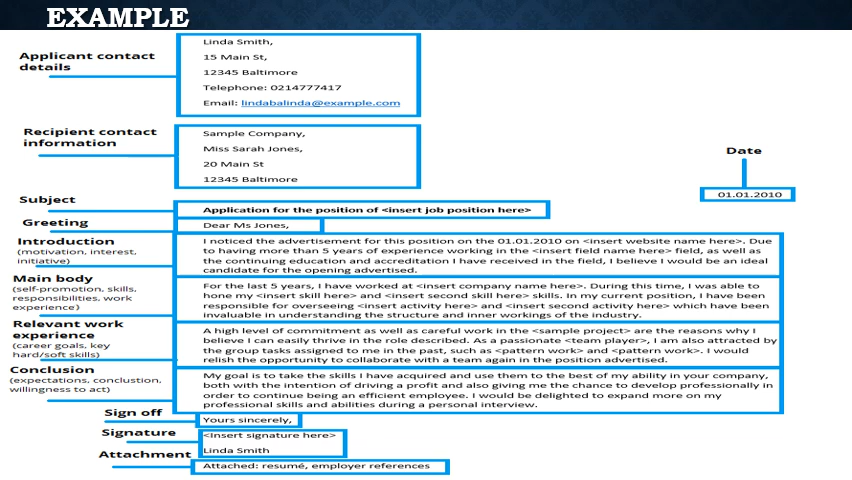 EXAMPLE
Applicant contact
details
Linda Smith,
15 Main St,
12345 Baltimore
Telephone: 0214777417
Email: lindabalinda@example.com
Recipient contact
information
Sample Company,
Miss Sarah Jones,
20 Main St
12345 Baltimore
Date
01.01.2010
Subject
Application for the position of <insert job position here>
Greeting
Dear Ms Jones,
Introduction
(motivation, interest,
initiative)
I noticed the advertisement for this position on the 01.01.2010 on <insert website name here>. Due
to having more than 5 years of experience working in the <insert field name here> field, as well as
the continuing education and accreditation I have received in the field, I believe I would be an ideal
candidate for the opening advertised.
Main body
(self-promotion, skills,
responsibilities, work
experience)
For the last 5 years, I have worked at <insert company name here>. During this time, I was able to
hone my <insert skill here> and <insert second skill here> skills. In my current position, I have been
responsible for overseeing <insert activity here> and <insert second activity here> which have been
invaluable in understanding the structure and inner workings of the industry.
Relevant work
experience
(career goals, key
hard/soft skills)
A high level of commitment as well as careful work in the <sample project> are the reasons why I
believe I can easily thrive in the role described. As a passionate <team player>, I am also attracted by
the group tasks assigned to me in the past, such as <pattern work> and <pattern work>. I would
relish the opportunity to collaborate with a team again in the position advertised.
Conclusion
(expectations, conclustion,
willingness to act)
My goal is to take the skills I have acquired and use them to the best of my ability in your company,
both with the intention of driving a profit and also giving me the chance to develop professionally in
order to continue being an efficient employee. I would be delighted to expand more on my
professional skills and abilities during a personal interview.
Sign off
Yours sincerely,
Signature
<Insert signature here>
Linda Smith
Attachment
Attached: resumé, employer references